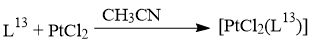 CH3CN
L¹³ + PtCl₂ ⟶ [PtCl₂(L¹³)]